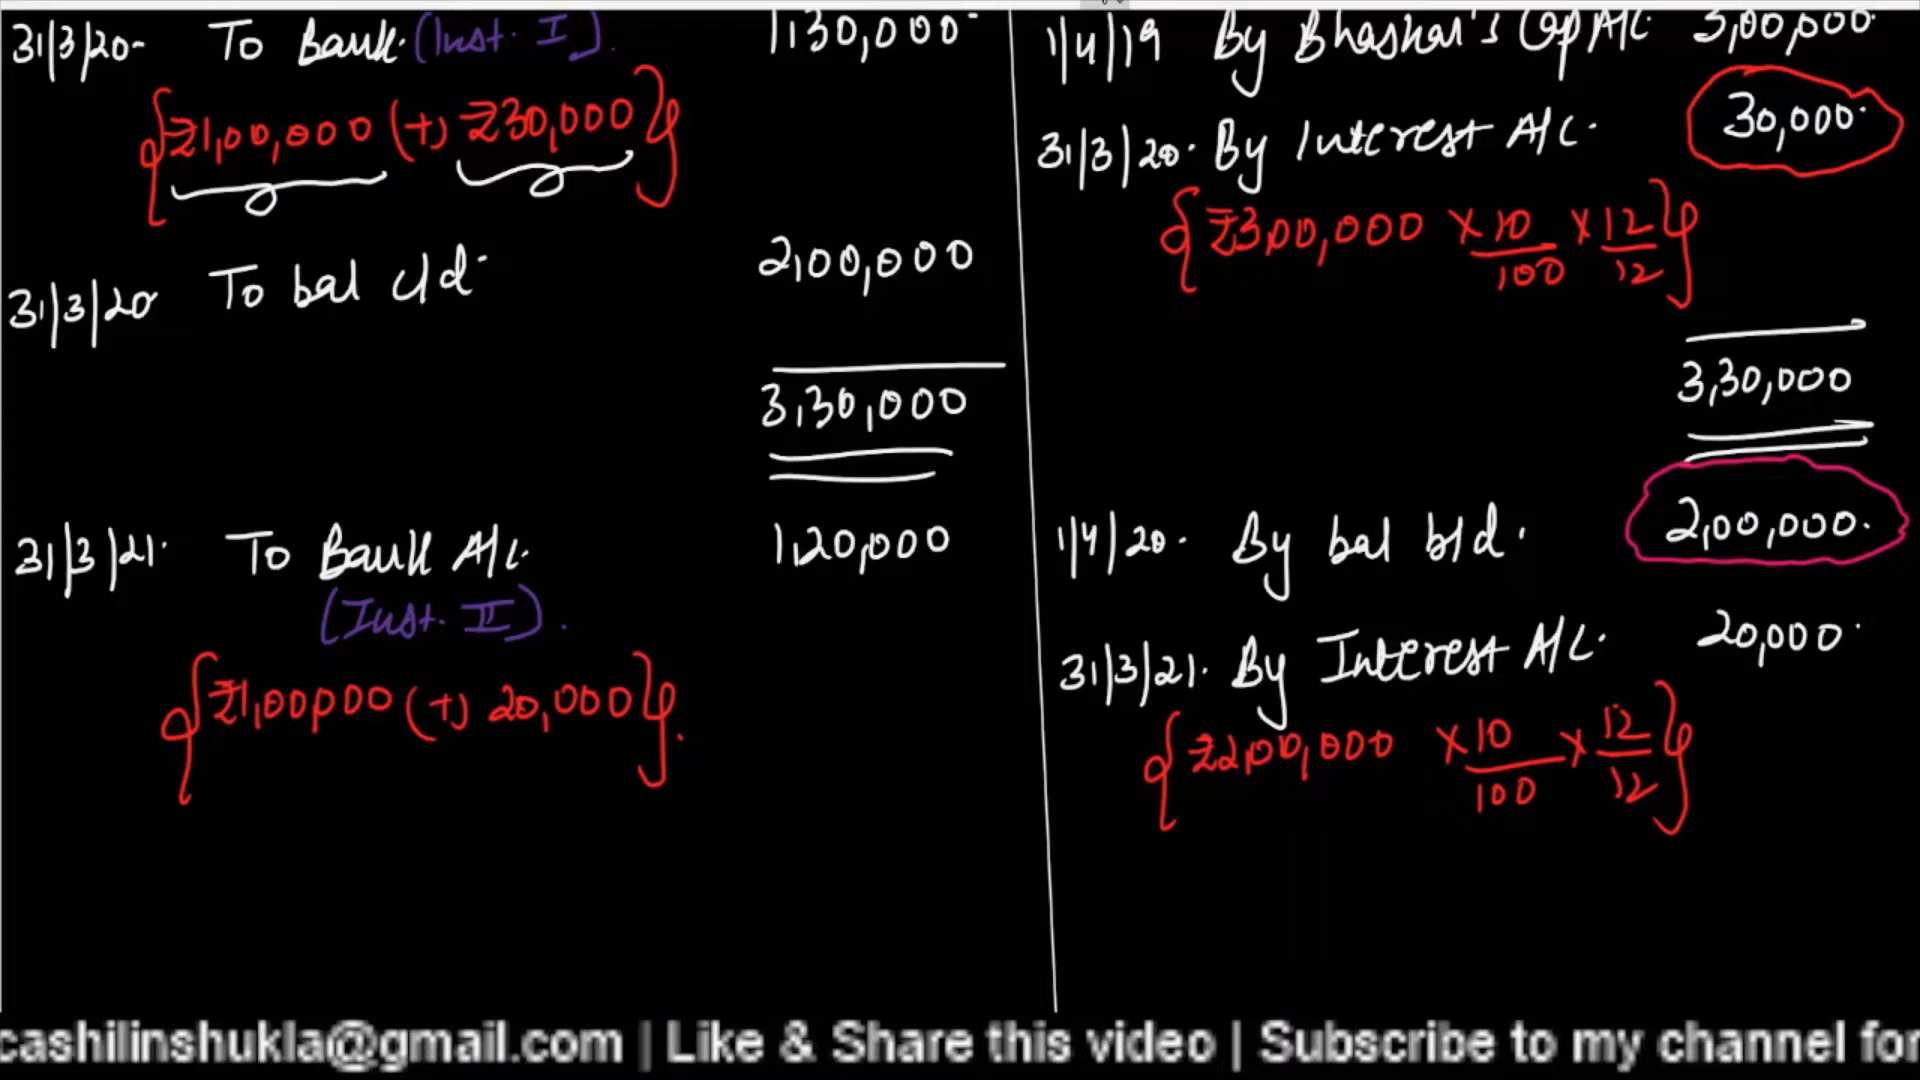 31/3/20 To Bank (Inst. I). 1,30,000
{₹1,00,000 (+) ₹30,000}
31/3/20 To bal c/d 2,00,000
3,30,000
31/3/21. To Bank A/c. 1,20,000
(Inst. II).
{₹1,00,000 (+) 20,000}.
1/4/19 By Bhaskar's Cap A/c 3,00,000
31/3/20. By Interest A/c. 30,000.
{₹3,00,000 × 10/100 × 12/12}
3,30,000
1/4/20. By bal b/d. 2,00,000.
31/3/21. By Interest A/c. 20,000.
{₹2,00,000 × 10/100 × 12/12}
cashilinshukla@gmail.com | Like & Share this video | Subscribe to my channel for